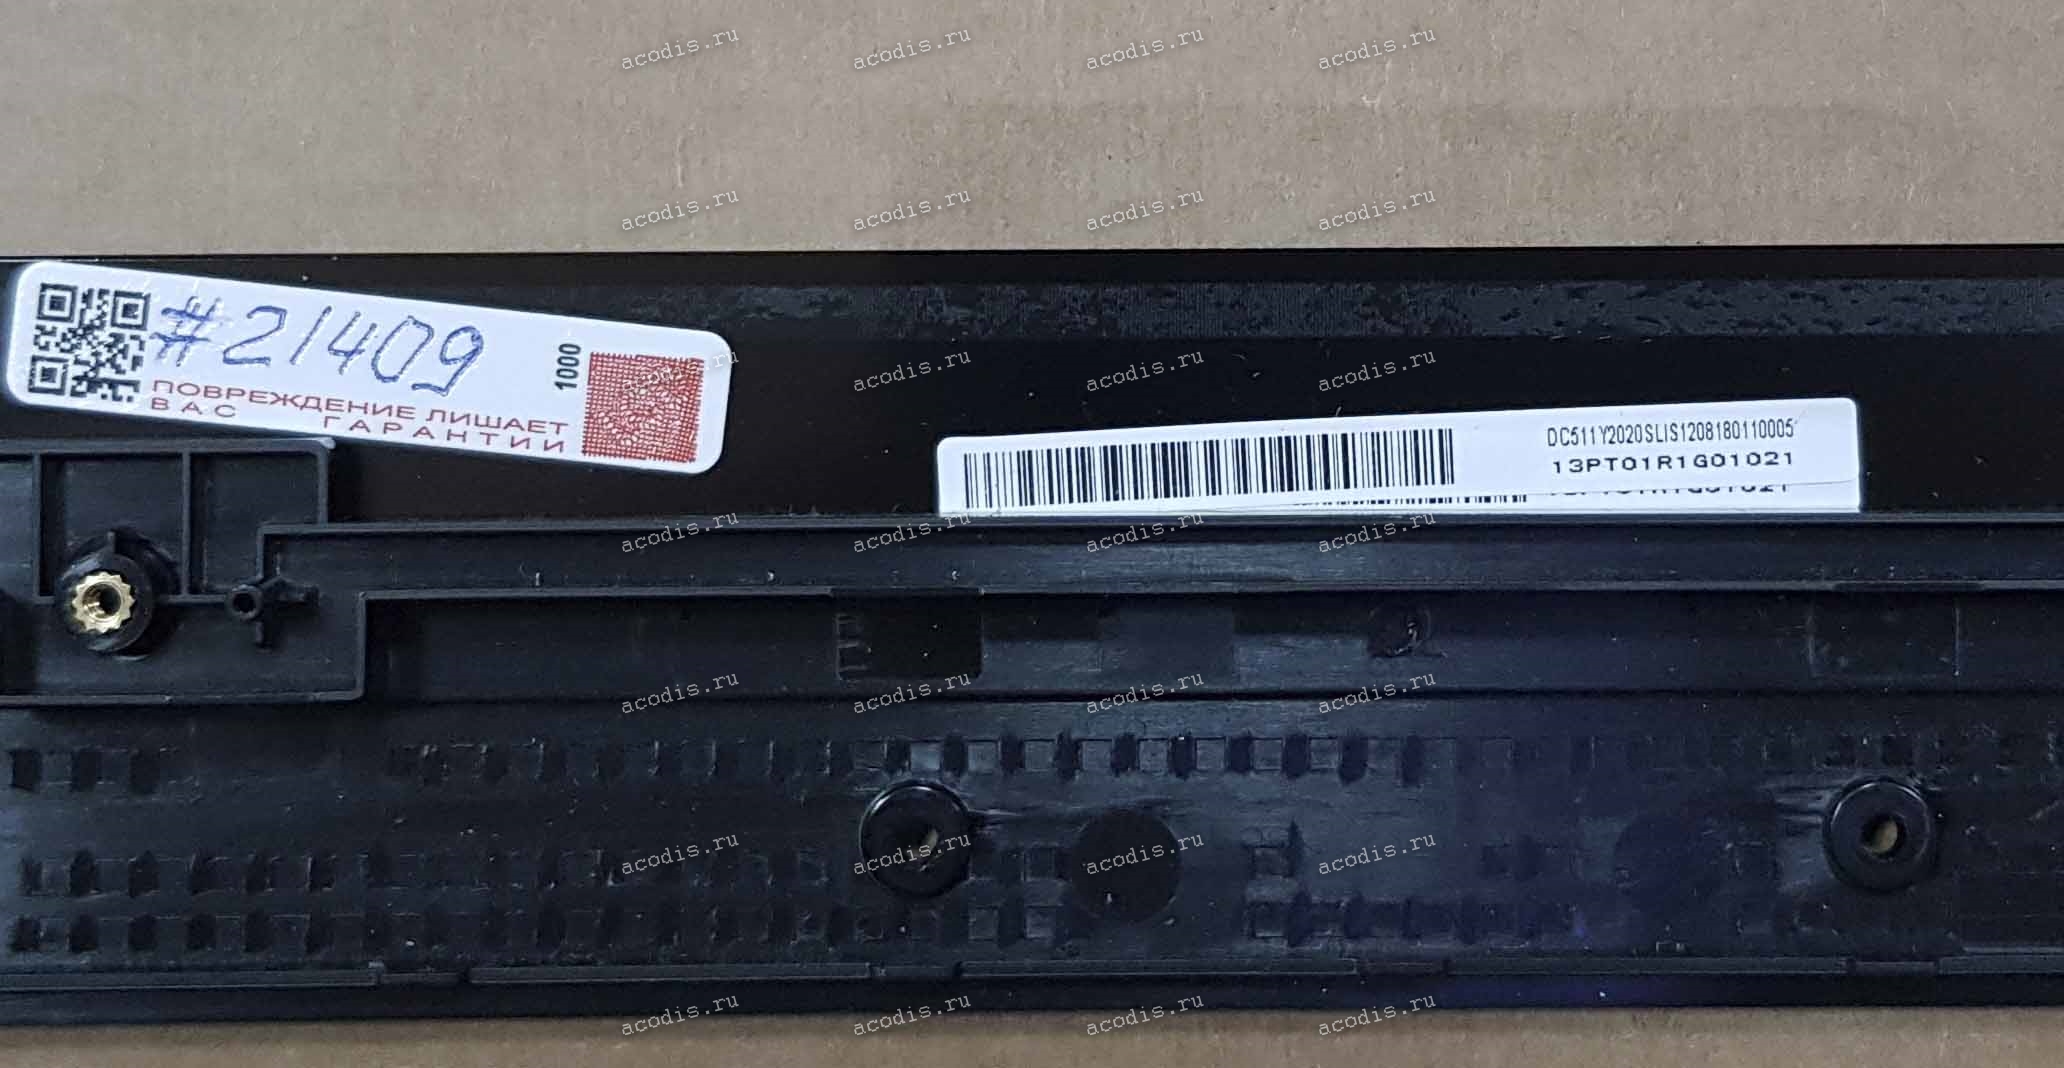 acodis.ru acodis.ru acodis.ru acodis.ru
acodis.ru acodis.ru acodis.ru acodis.ru
#21409
1000
ПОВРЕЖДЕНИЕ ЛИШАЕТ
ВАС ГАРАНТИИ
acodis.ru acodis.ru acodis.ru acodis.ru
DC511Y2020SLIS1208180110005
13PT01R1G01021
13PT01R1G01021
acodis.ru acodis.ru acodis.ru acodis.ru
acodis.ru acodis.ru acodis.ru acodis.ru
acodis.ru acodis.ru acodis.ru acodis.ru
acodis.ru acodis.ru acodis.ru acodis.ru